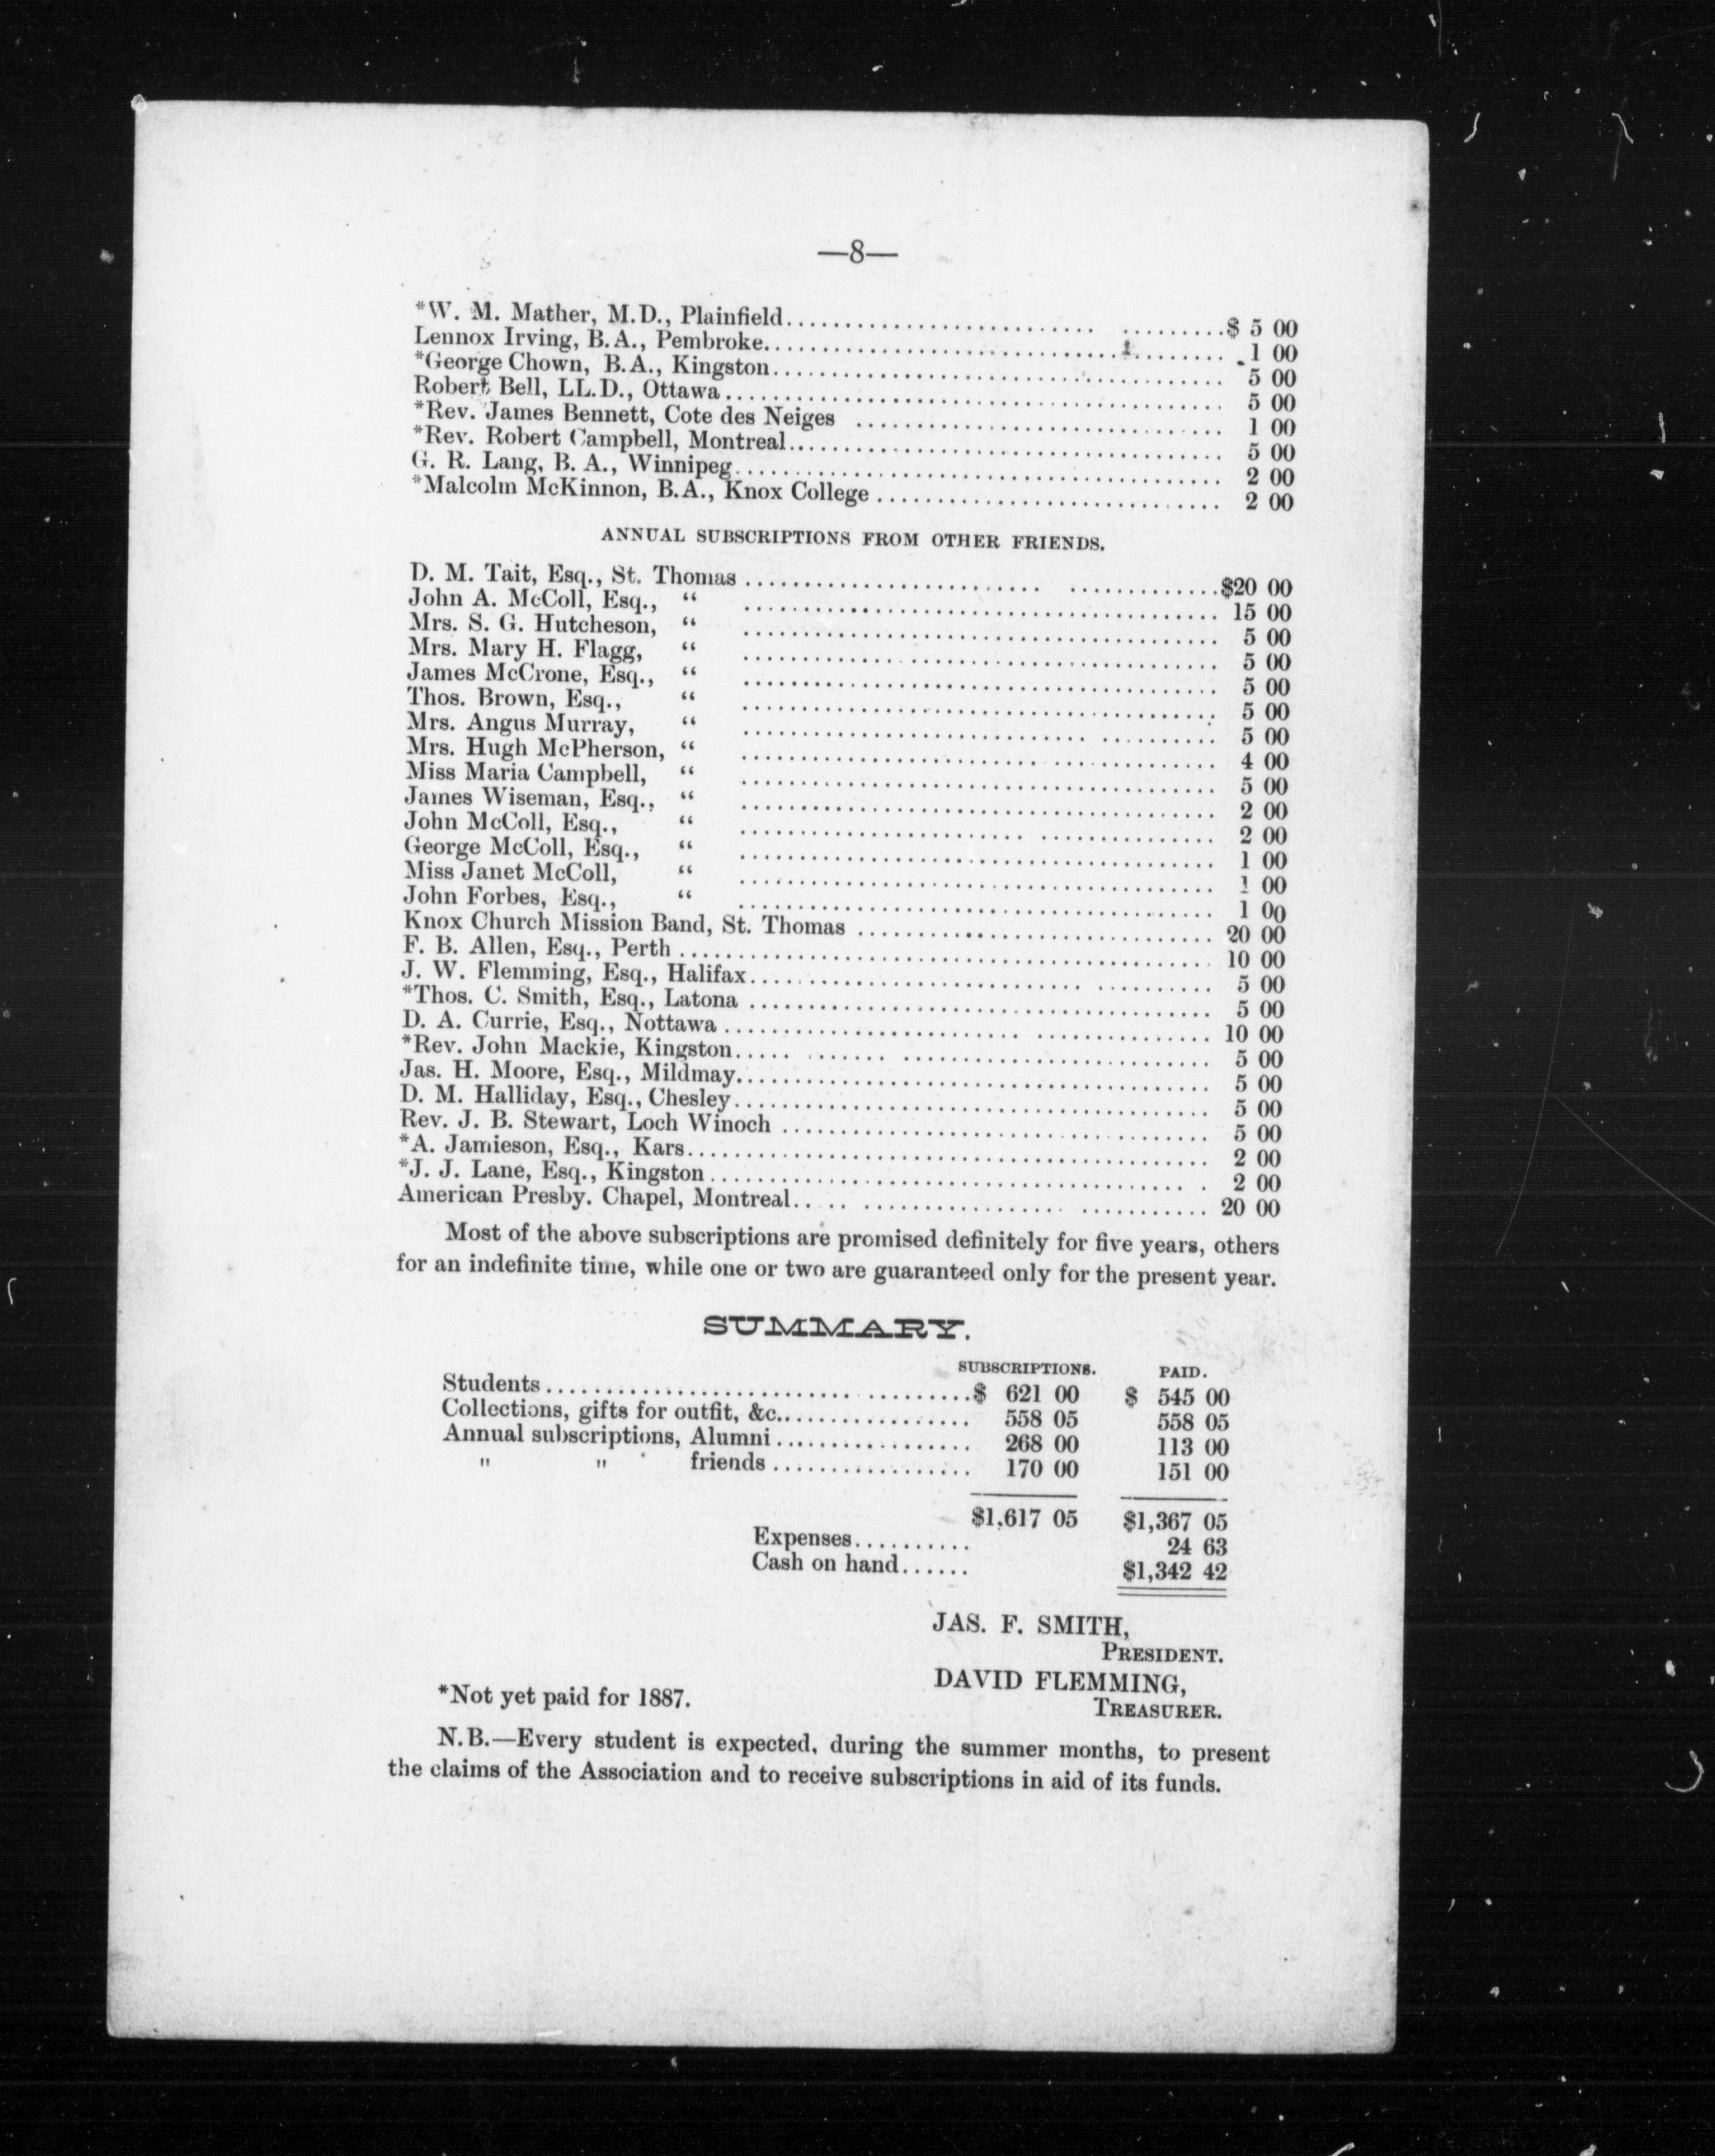 —8—
*W. M. Mather, M.D., Plainfield....................................$ 5 00
Lennox Irving, B.A., Pembroke.................................... 1 00
*George Chown, B.A., Kingston.................................... 5 00
Robert Bell, LL.D., Ottawa.................................... 5 00
*Rev. James Bennett, Cote des Neiges .............................. 1 00
*Rev. Robert Campbell, Montreal.................................... 5 00
G. R. Lang, B. A., Winnipeg.................................... 2 00
*Malcolm McKinnon, B.A., Knox College .............................. 2 00
ANNUAL SUBSCRIPTIONS FROM OTHER FRIENDS.
D. M. Tait, Esq., St. Thomas ....................................$20 00
John A. McColl, Esq., “ .................................... 15 00
Mrs. S. G. Hutcheson, “ .................................... 5 00
Mrs. Mary H. Flagg, “ .................................... 5 00
James McCrone, Esq., “ .................................... 5 00
Thos. Brown, Esq., “ .................................... 5 00
Mrs. Angus Murray, “ .................................... 5 00
Mrs. Hugh McPherson, “ .................................... 4 00
Miss Maria Campbell, “ .................................... 5 00
James Wiseman, Esq., “ .................................... 2 00
John McColl, Esq., “ .................................... 2 00
George McColl, Esq., “ .................................... 1 00
Miss Janet McColl, “ .................................... 1 00
John Forbes, Esq., “ .................................... 1 00
Knox Church Mission Band, St. Thomas .............................. 20 00
F. B. Allen, Esq., Perth .................................... 10 00
J. W. Flemming, Esq., Halifax.................................... 5 00
*Thos. C. Smith, Esq., Latona .................................... 5 00
D. A. Currie, Esq., Nottawa .................................... 10 00
*Rev. John Mackie, Kingston.................................... 5 00
Jas. H. Moore, Esq., Mildmay.................................... 5 00
D. M. Halliday, Esq., Chesley.................................... 5 00
Rev. J. B. Stewart, Loch Winoch .................................... 5 00
*A. Jamieson, Esq., Kars.................................... 2 00
*J. J. Lane, Esq., Kingston.................................... 2 00
American Presby. Chapel, Montreal.................................... 20 00
Most of the above subscriptions are promised definitely for five years, others
for an indefinite time, while one or two are guaranteed only for the present year.
SUMMARY.
SUBSCRIPTIONS. PAID.
Students....................................$ 621 00 $ 545 00
Collections, gifts for outfit, &c.................. 558 05 558 05
Annual subscriptions, Alumni.................. 268 00 113 00
" " friends.................. 170 00 151 00
$1,617 05 $1,367 05
Expenses.......... 24 63
Cash on hand...... $1,342 42
JAS. F. SMITH,
PRESIDENT.
DAVID FLEMMING,
TREASURER.
*Not yet paid for 1887.
N.B.—Every student is expected, during the summer months, to present
the claims of the Association and to receive subscriptions in aid of its funds.